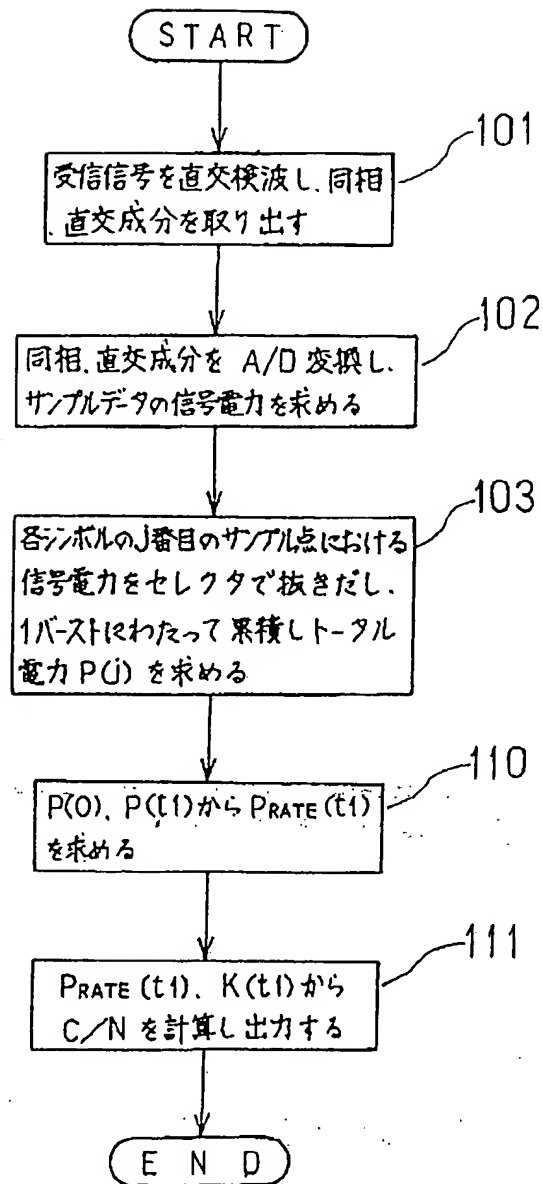 START
101
受信信号を直交検波し、同相
、直交成分を取り出す
102
同相、直交成分を A/D 変換し、
サンプルデータの信号電力を求める
103
各シンボルのJ番目のサンプル点における
信号電力をセレクタで抜きだし、
1バーストにわたって累積しトータル
電力 P(j) を求める
110
P(0)、P(t1)から PRATE(t1)
を求める
111
PRATE(t1)、K(t1)から
C/Nを計算し出力する
END